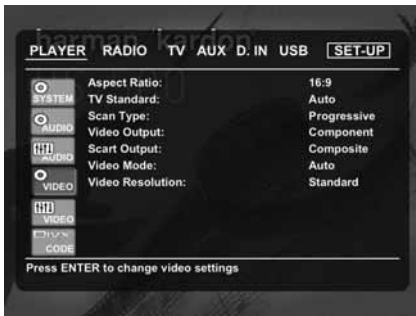 harman kardon
PLAYER RADIO TV AUX D. IN USB SET-UP
SYSTEM
AUDIO
AUDIO
VIDEO
VIDEO
CODE
Aspect Ratio: 16:9
TV Standard: Auto
Scan Type: Progressive
Video Output: Component
Scart Output: Composite
Video Mode: Auto
Video Resolution: Standard
Press ENTER to change video settings